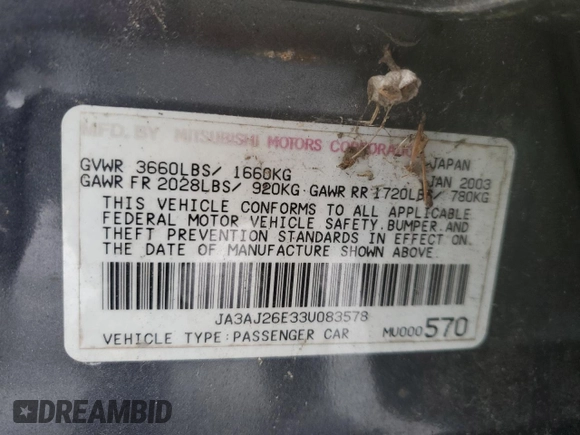 MFD. BY MITSUBISHI MOTORS CORPORATION
JAPAN
GVWR 3660LBS/ 1660KG JAN 2003
GAWR FR 2028LBS/ 920KG GAWR RR 1720LBS/ 780KG
THIS VEHICLE CONFORMS TO ALL APPLICABLE
FEDERAL MOTOR VEHICLE SAFETY, BUMPER, AND
THEFT PREVENTION STANDARDS IN EFFECT ON
THE DATE OF MANUFACTURE SHOWN ABOVE.
JA3AJ26E33U083578
VEHICLE TYPE:PASSENGER CAR MU000570
DREAMBID